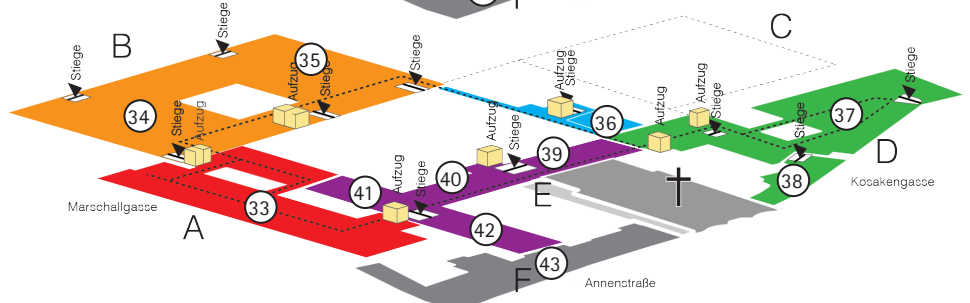 C
B
Stiege
35
Stiege
Stiege
Aufzug
Stiege
Aufzug
Stiege
Aufzug
Stiege
34
Stiege
Aufzug
Aufzug
Stiege
36
Aufzug
37
Stiege
39
D
Aufzug
Stiege
40
41
E
38
Kosakengasse
Marschallgasse
33
A
42
F
43
Annenstraße